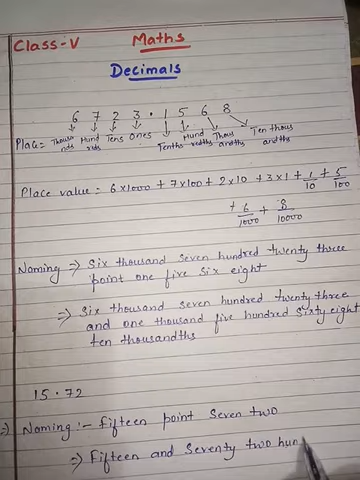 Class-V Maths
Decimals
6 7 2 3 . 1 5 6 8
Place= Thousands Hundreds Tens Ones Tenths Hundredths Thousandths Ten thousandths
Place value = 6×1000 + 7×100 + 2×10 + 3×1 + 1/10 + 5/100
+ 6/1000 + 8/10000
Naming ⇒ Six thousand seven hundred twenty three
point one five six eight
⇒ Six thousand seven hundred twenty three
and one thousand five hundred sixty eight
ten thousandths
15.72
⇒ Naming :- Fifteen point seven two
⇒ Fifteen and seventy two hun